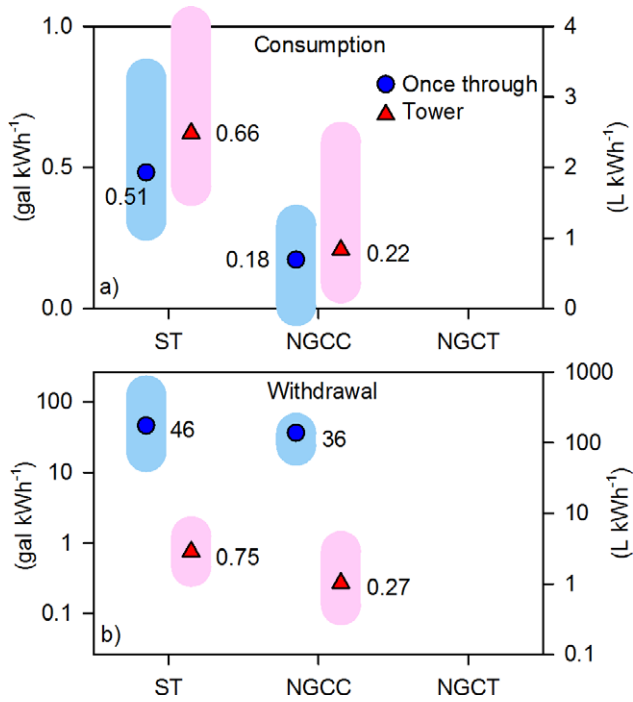 Consumption
Once through
Tower
1.0
0.5
0.0
(gal kWh⁻¹)
4
3
2
1
0
(L kWh⁻¹)
0.51
0.66
0.18
0.22
a)
ST NGCC NGCT
Withdrawal
100
10
1
0.1
(gal kWh⁻¹)
1000
100
10
1
0.1
(L kWh⁻¹)
46
36
0.75
0.27
b)
ST NGCC NGCT